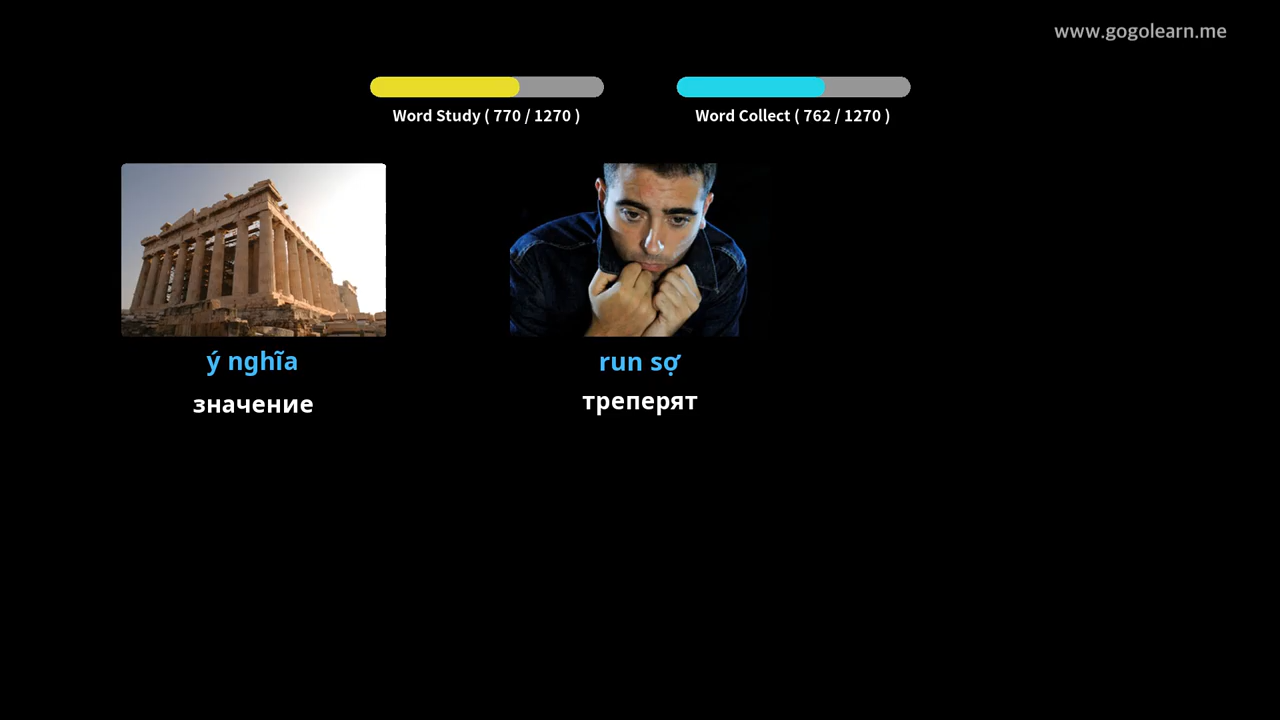 www.gogolearn.me
Word Study ( 770 / 1270 )
Word Collect ( 762 / 1270 )
ý nghĩa
значение
run sợ
треперят